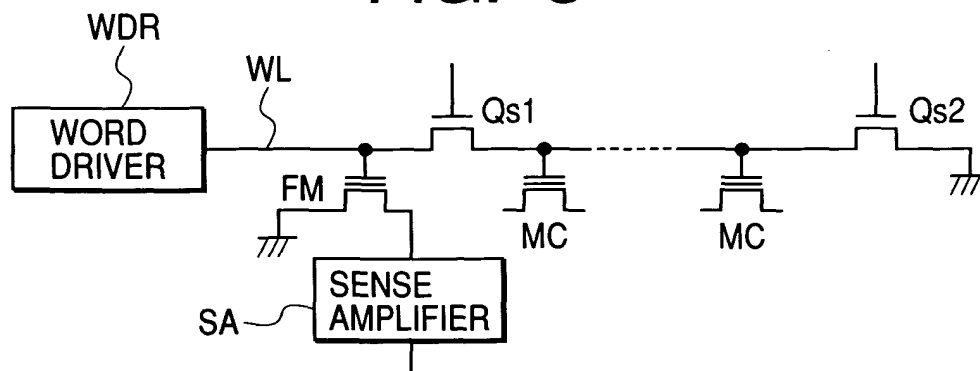 WDR
WL
Qs1
Qs2
WORD
DRIVER
FM
MC
MC
SENSE
AMPLIFIER
SA